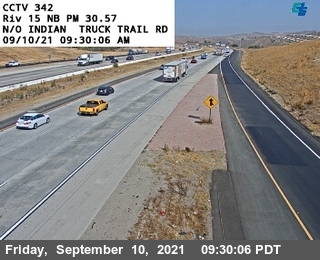 CCTV 342
Riv 15 NB PM 30.57
N/O INDIAN TRUCK TRAIL RD
09/10/21 09:30:06 AM
Friday, September 10, 2021 09:30:06 PDT